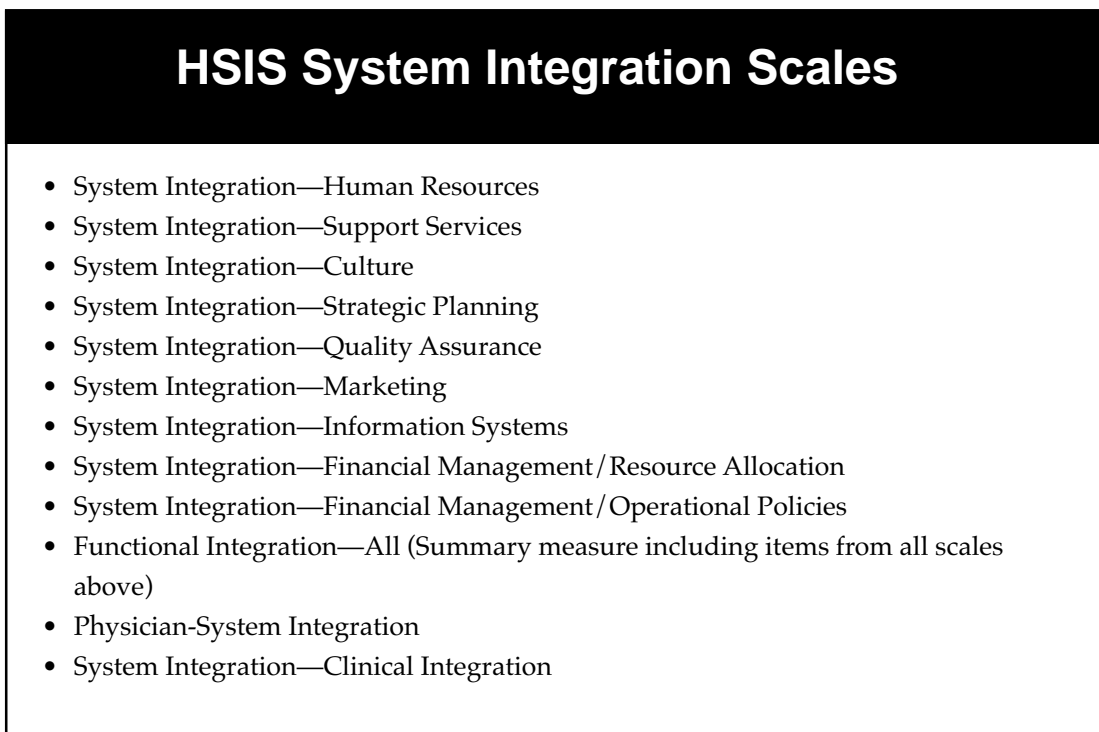 HSIS System Integration Scales
• System Integration—Human Resources
• System Integration—Support Services
• System Integration—Culture
• System Integration—Strategic Planning
• System Integration—Quality Assurance
• System Integration—Marketing
• System Integration—Information Systems
• System Integration—Financial Management/Resource Allocation
• System Integration—Financial Management/Operational Policies
• Functional Integration—All (Summary measure including items from all scales
above)
• Physician-System Integration
• System Integration—Clinical Integration